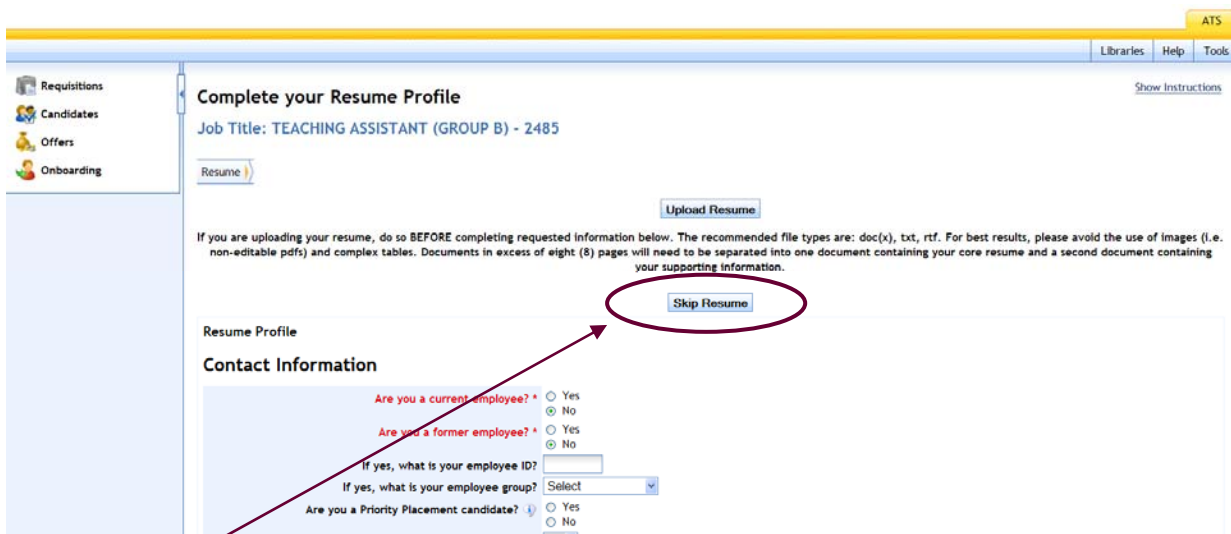 ATS
Libraries Help Tools
Requisitions
Candidates
Offers
Onboarding
Show Instructions
Complete your Resume Profile
Job Title: TEACHING ASSISTANT (GROUP B) - 2485
Resume
Upload Resume
If you are uploading your resume, do so BEFORE completing requested information below. The recommended file types are: doc(x), txt, rtf. For best results, please avoid the use of images (i.e.
non-editable pdfs) and complex tables. Documents in excess of eight (8) pages will need to be separated into one document containing your core resume and a second document containing
your supporting information.
Skip Resume
Resume Profile
Contact Information
Are you a current employee? * Yes
No
Are you a former employee? * Yes
No
If yes, what is your employee ID?
If yes, what is your employee group? Select
Are you a Priority Placement candidate? Yes
No